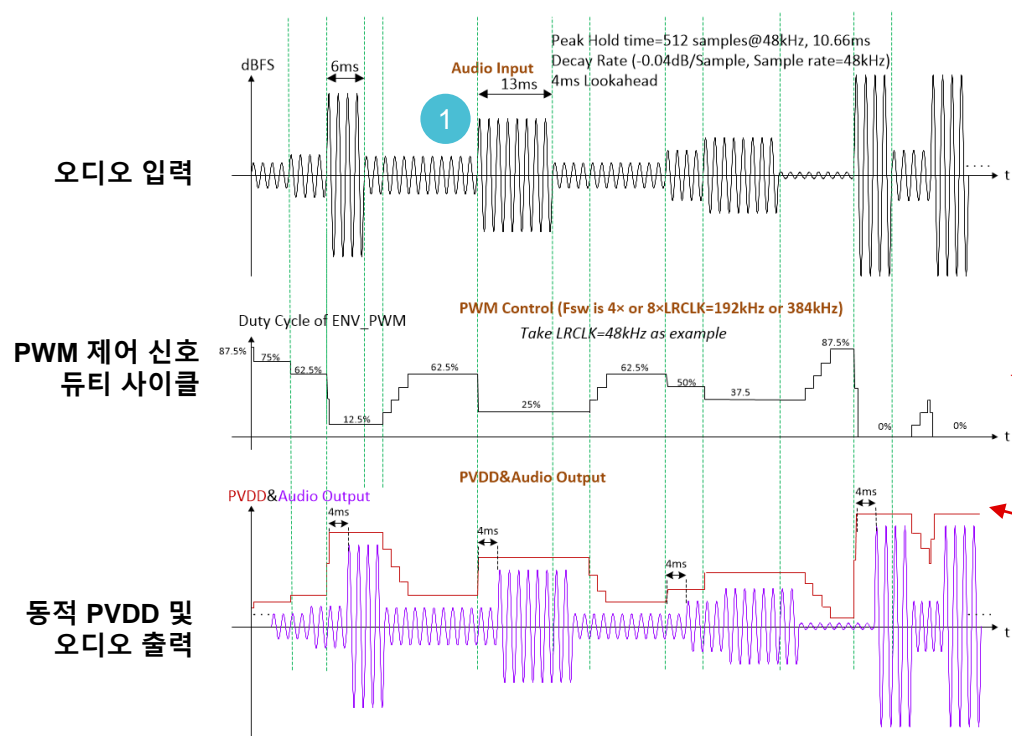 Peak Hold time=512 samples@48kHz, 10.66ms
Decay Rate (-0.04dB/Sample, Sample rate=48kHz)
4ms Lookahead
dBFS
6ms
Audio Input
13ms
1
오디오 입력
....
t
PWM Control (Fsw is 4× or 8×LRCLK=192kHz or 384kHz)
Duty Cycle of ENV_PWM
Take LRCLK=48kHz as example
PWM 제어 신호
듀티 사이클
87.5%
75%
62.5%
12.5%
62.5%
25%
62.5%
50%
37.5
87.5%
0%
0%
t
PVDD&Audio Output
PVDD&Audio Output
4ms
4ms
4ms
4ms
동적 PVDD 및
오디오 출력
....
....
t